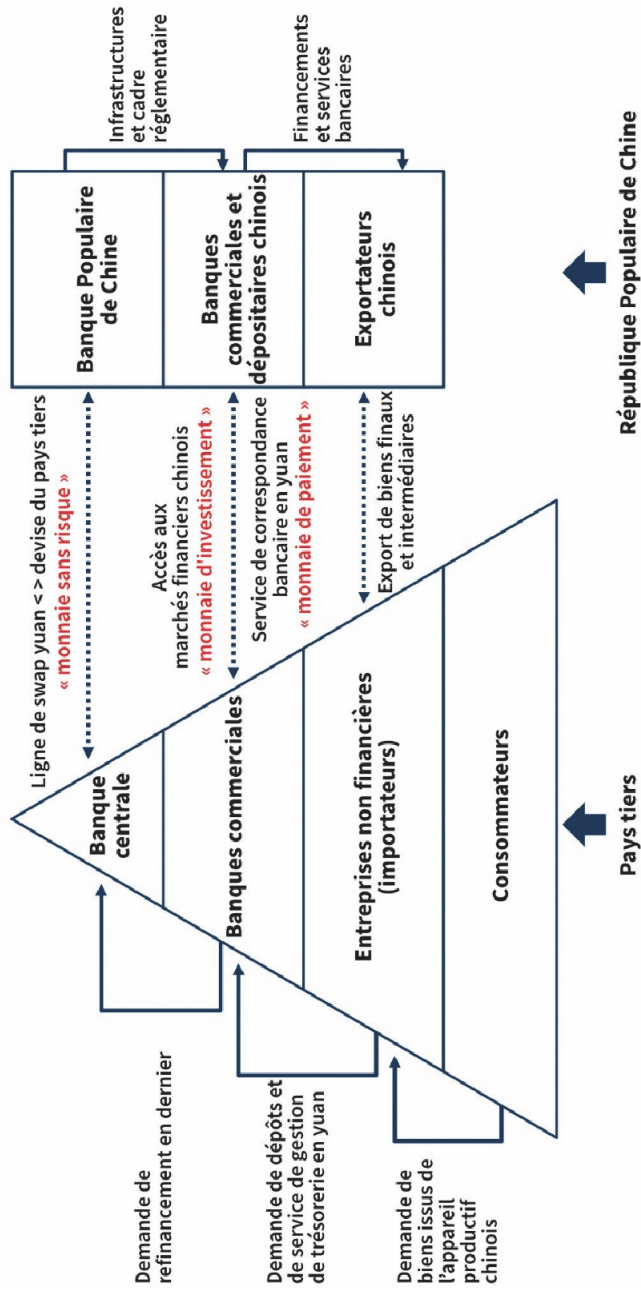 Demande de
refinancement en dernier
Demande de dépôts et
de service de gestion
de trésorerie en yuan
Demande de
biens issus de
l'appareil
productif
chinois
Banque
centrale
Banques commerciales
Entreprises non financières
(importateurs)
Consommateurs
Pays tiers
Ligne de swap yuan < > devise du pays tiers
« monnaie sans risque »
Accès aux
marchés financiers chinois
« monnaie d'investissement »
Service de correspondance
bancaire en yuan
« monnaie de paiement »
Export de biens finaux
et intermédiaires
Banque Populaire
de Chine
Banques
commerciales et
dépositaires chinois
Exportateurs
chinois
République Populaire de Chine
Infrastructures
et cadre
réglementaire
Financements
et services
bancaires